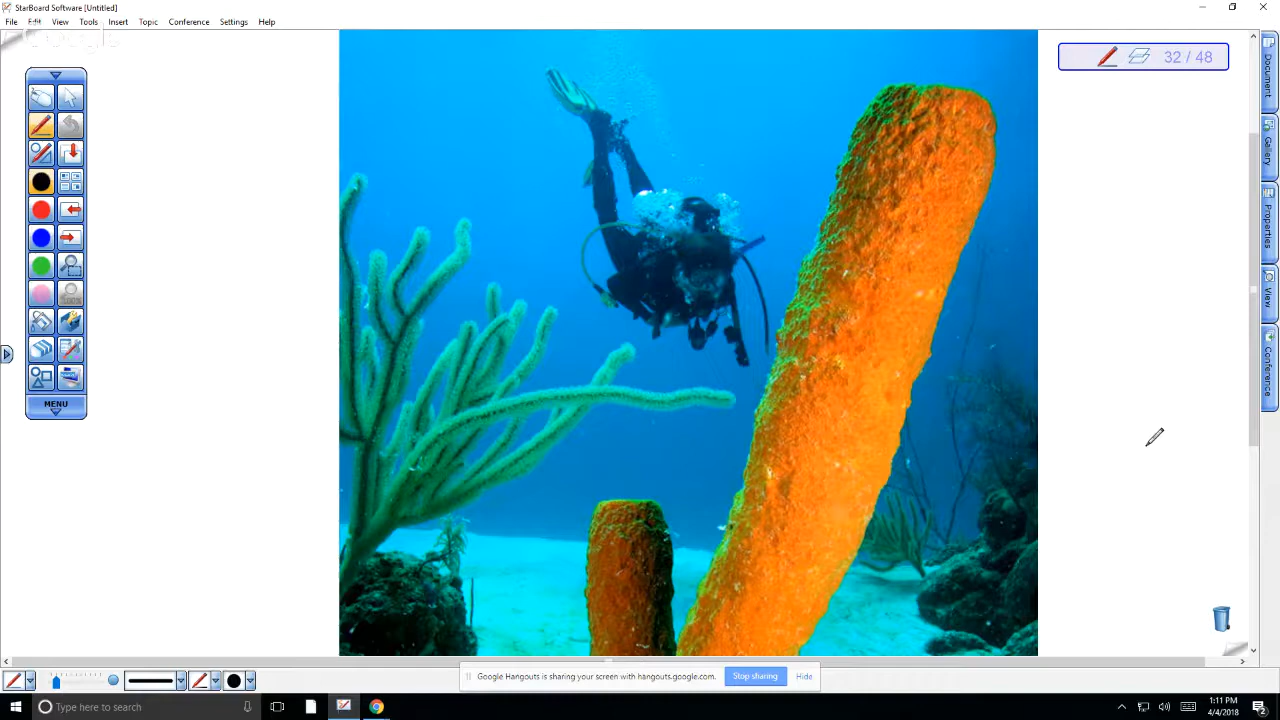 StarBoard Software [Untitled]
File Edit View Tools Insert Topic Conference Settings Help
32 / 48
Document
Gallery
Properties
View
Conference
MENU
Google Hangouts is sharing your screen with hangouts.google.com.
Stop sharing
Hide
Type here to search
1:11 PM
4/4/2018
2